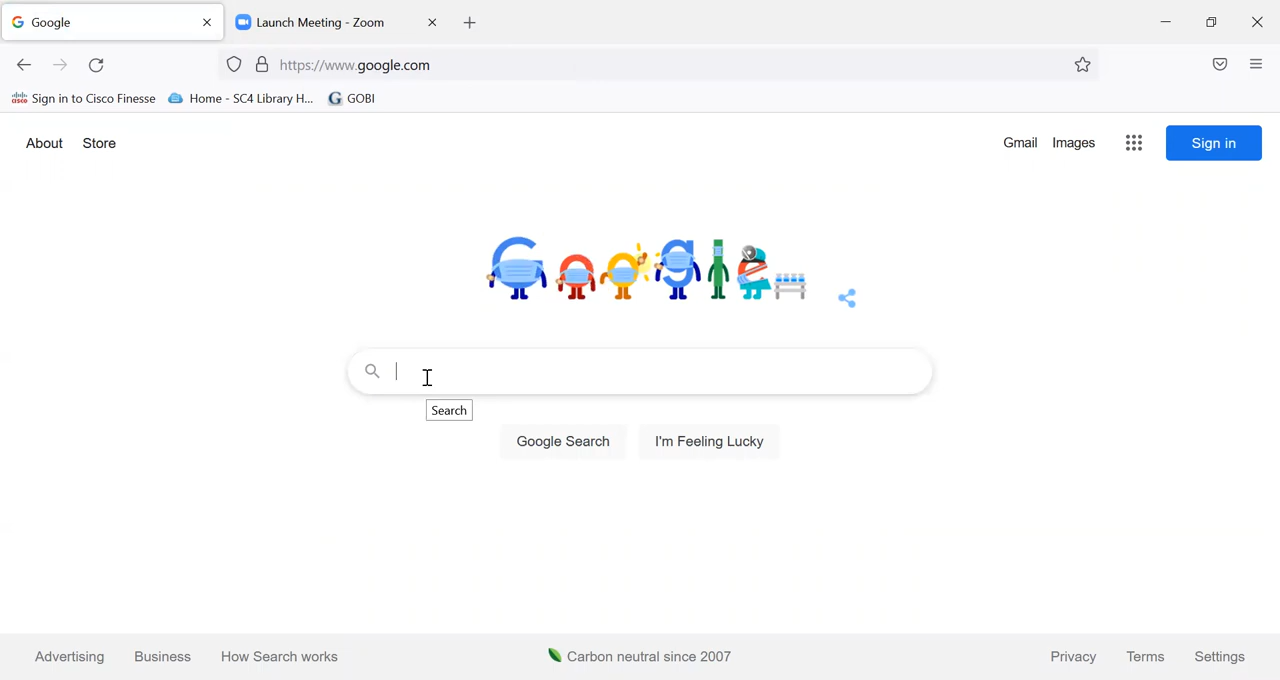 Google
Launch Meeting - Zoom
https://www.google.com
cisco Sign in to Cisco Finesse
Home - SC4 Library H...
G GOBI
About Store
Gmail Images
Sign in
Google
Search
Google Search
I'm Feeling Lucky
Advertising Business How Search works
Carbon neutral since 2007
Privacy Terms Settings